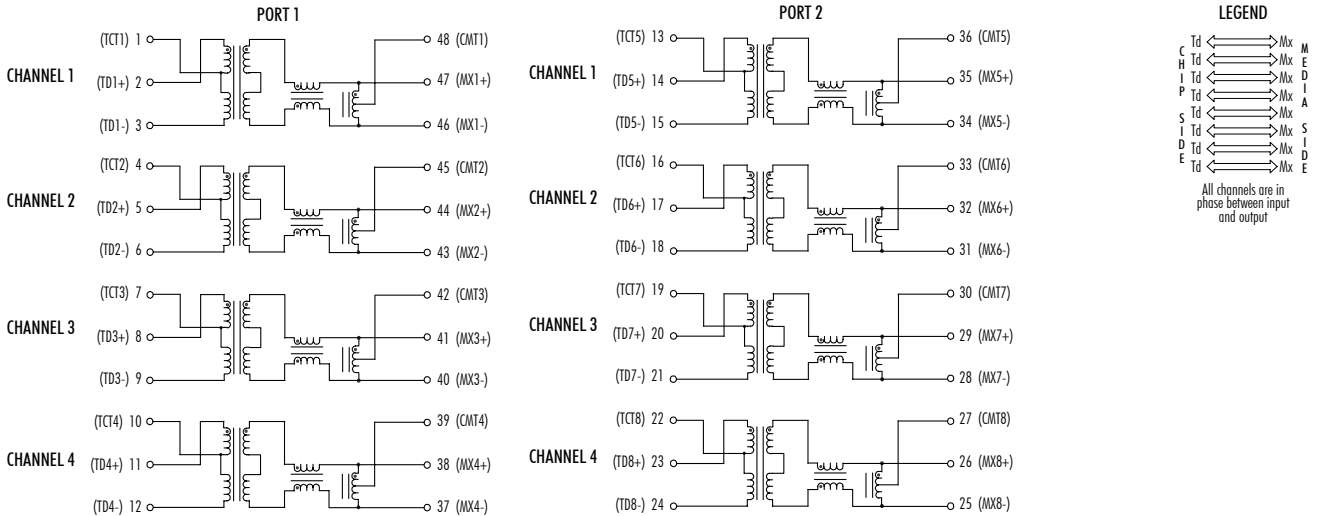 PORT 1
CHANNEL 1
(TCT1) 1
(TD1+) 2
(TD1-) 3
48 (CMT1)
47 (MX1+)
46 (MX1-)
CHANNEL 2
(TCT2) 4
(TD2+) 5
(TD2-) 6
45 (CMT2)
44 (MX2+)
43 (MX2-)
CHANNEL 3
(TCT3) 7
(TD3+) 8
(TD3-) 9
42 (CMT3)
41 (MX3+)
40 (MX3-)
CHANNEL 4
(TCT4) 10
(TD4+) 11
(TD4-) 12
39 (CMT4)
38 (MX4+)
37 (MX4-)
PORT 2
CHANNEL 1
(TCT5) 13
(TD5+) 14
(TD5-) 15
36 (CMT5)
35 (MX5+)
34 (MX5-)
CHANNEL 2
(TCT6) 16
(TD6+) 17
(TD6-) 18
33 (CMT6)
32 (MX6+)
31 (MX6-)
CHANNEL 3
(TCT7) 19
(TD7+) 20
(TD7-) 21
30 (CMT7)
29 (MX7+)
28 (MX7-)
CHANNEL 4
(TCT8) 22
(TD8+) 23
(TD8-) 24
27 (CMT8)
26 (MX8+)
25 (MX8-)
LEGEND
CHIP SIDE
Td Mx
Td Mx
Td Mx
Td Mx
Td Mx
Td Mx
Td Mx
Td Mx
MEDIA SIDE
All channels are in
phase between input
and output